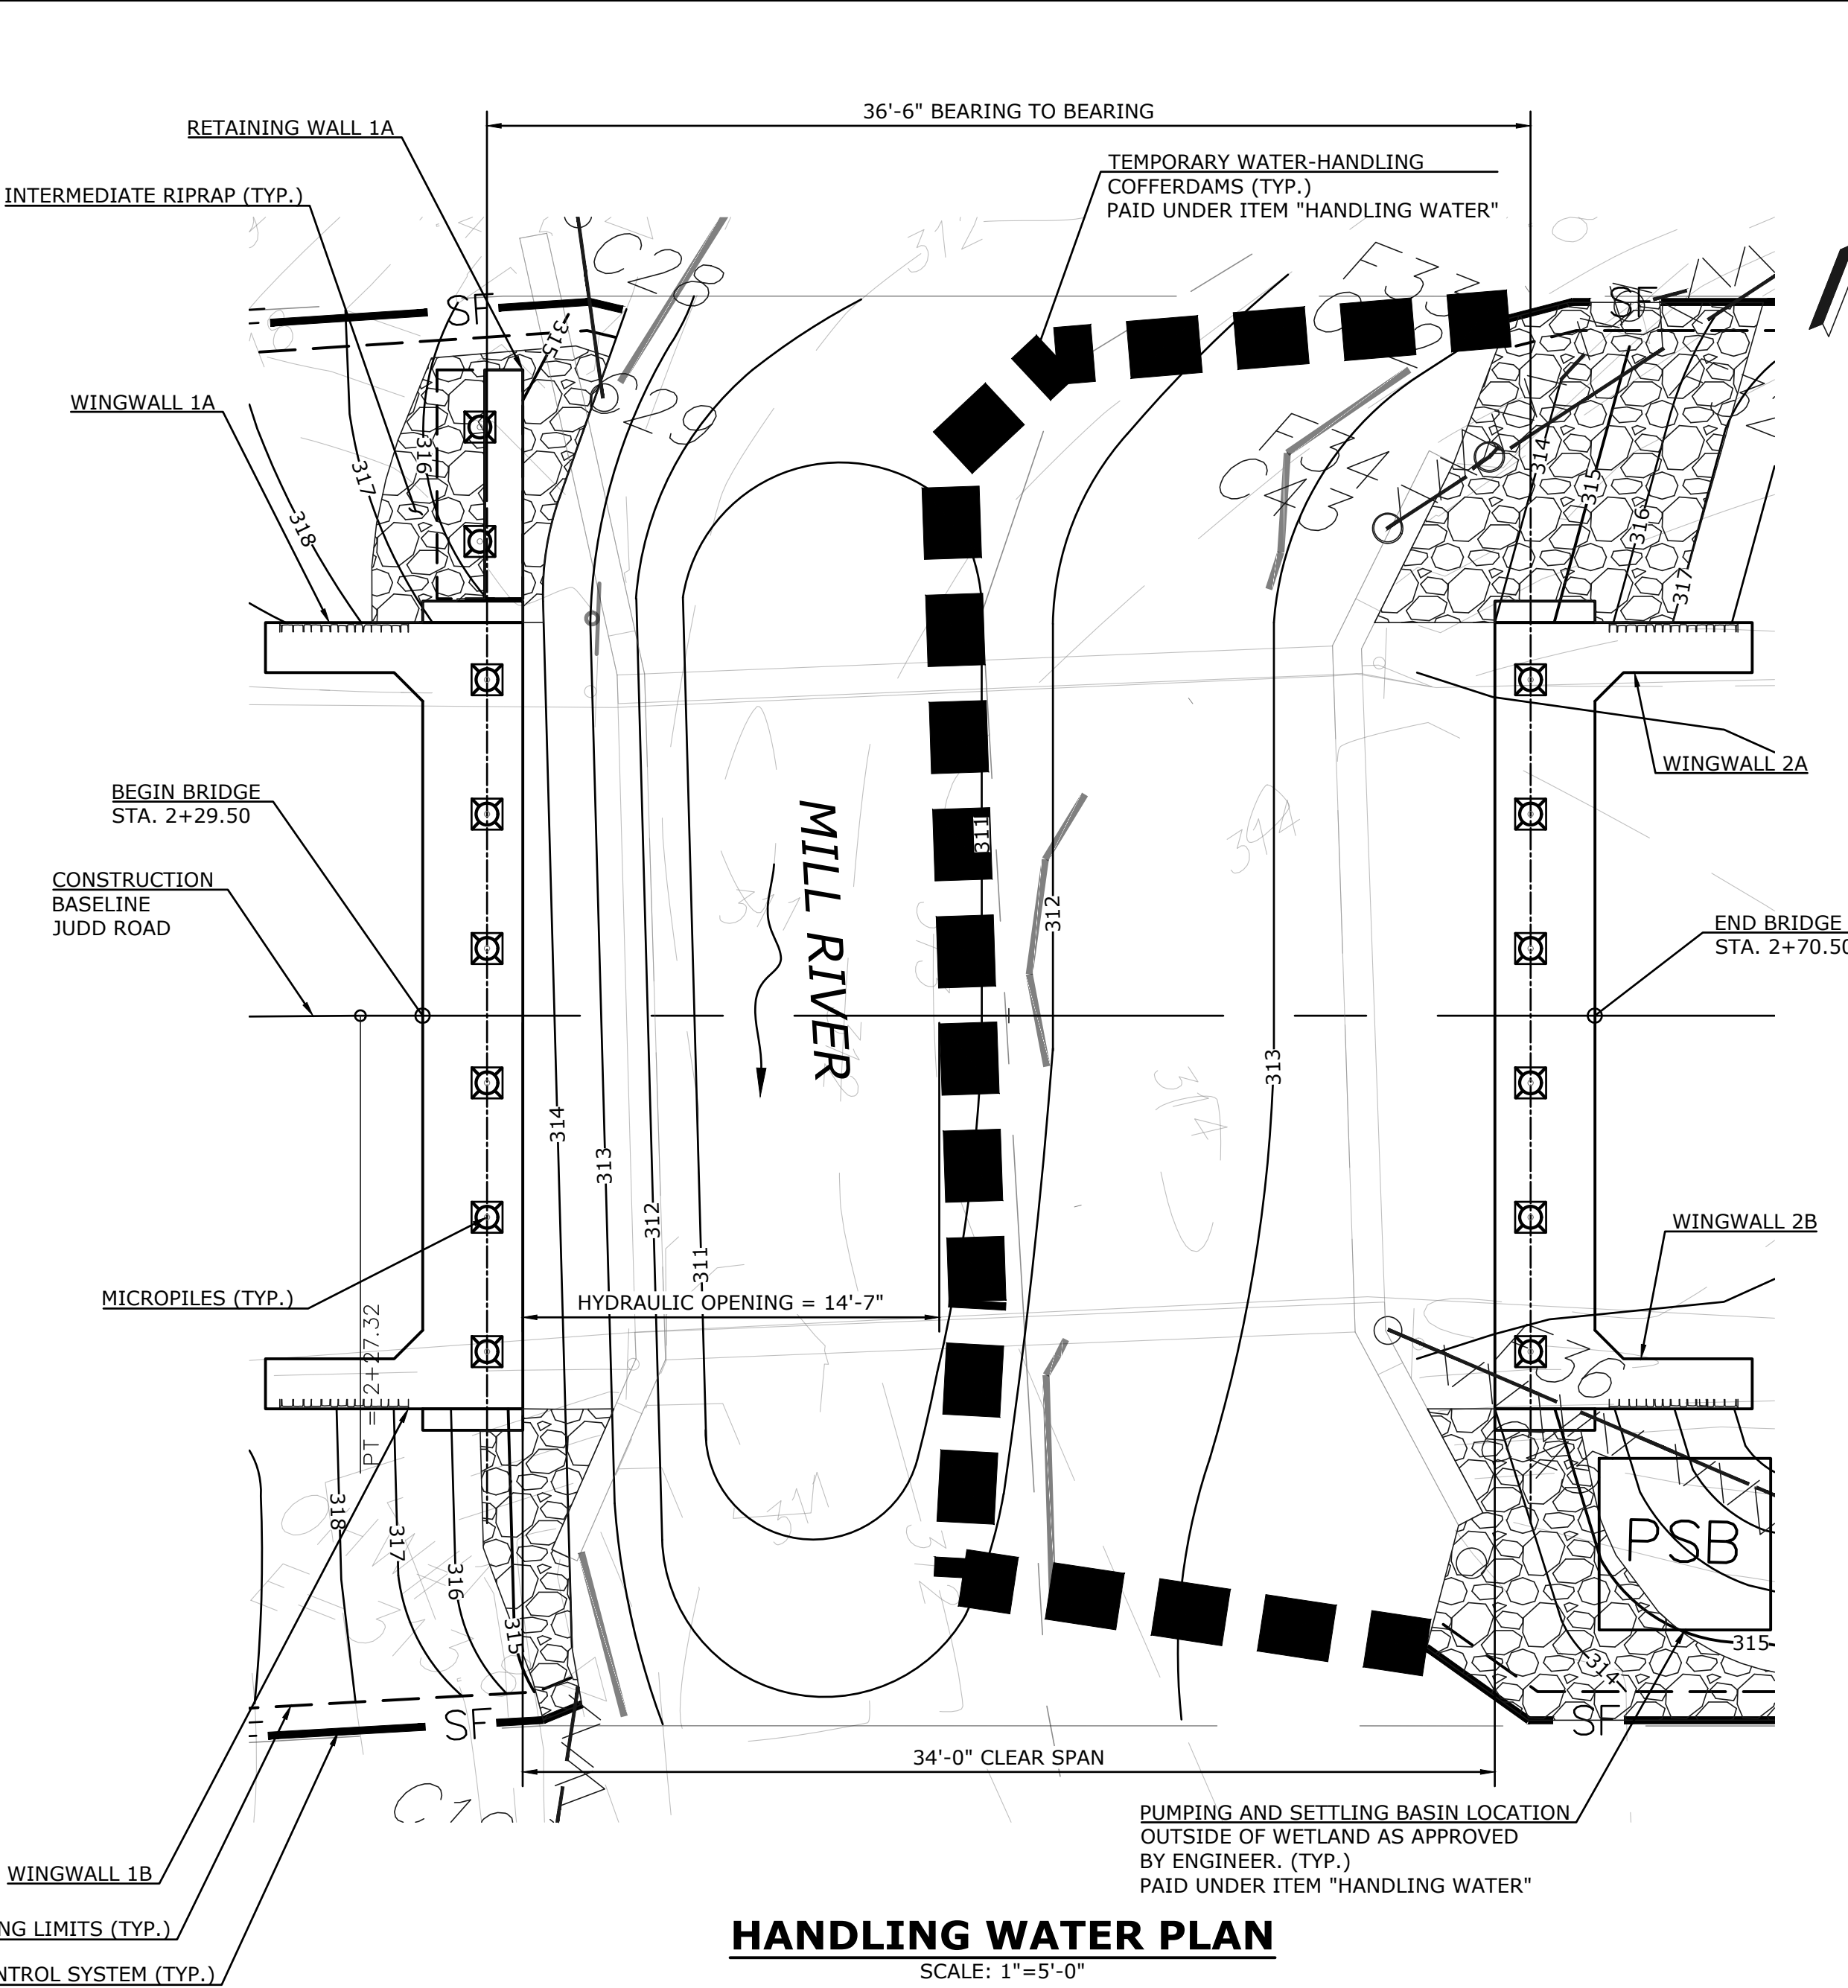 36'-6" BEARING TO BEARING
RETAINING WALL 1A
TEMPORARY WATER-HANDLING
COFFERDAMS (TYP.)
PAID UNDER ITEM "HANDLING WATER"
INTERMEDIATE RIPRAP (TYP.)
312
C28
SF
SF
315
WINGWALL 1A
C29
316
317
318
314
315
316
317
WINGWALL 2A
BEGIN BRIDGE
STA. 2+29.50
MILL RIVER
311
314
CONSTRUCTION
BASELINE
JUDD ROAD
312
END BRIDGE
STA. 2+70.50
313
314
314
313
312
311
WINGWALL 2B
MICROPILES (TYP.)
HYDRAULIC OPENING = 14'-7"
PT = 2+27.32
318
317
316
315
PSB
315
314
SF
SF
34'-0" CLEAR SPAN
PUMPING AND SETTLING BASIN LOCATION
OUTSIDE OF WETLAND AS APPROVED
BY ENGINEER. (TYP.)
PAID UNDER ITEM "HANDLING WATER"
WINGWALL 1B
NG LIMITS (TYP.)
NTROL SYSTEM (TYP.)
HANDLING WATER PLAN
SCALE: 1"=5'-0"